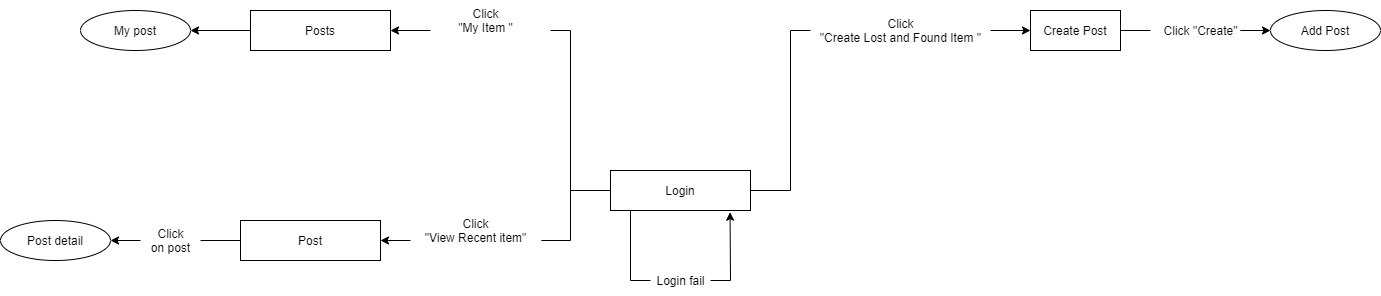 My post
Posts
Click
"My Item "
Click
"Create Lost and Found Item "
Create Post
Click "Create"
Add Post
Login
Post detail
Click
on post
Post
Click
"View Recent item"
Login fail